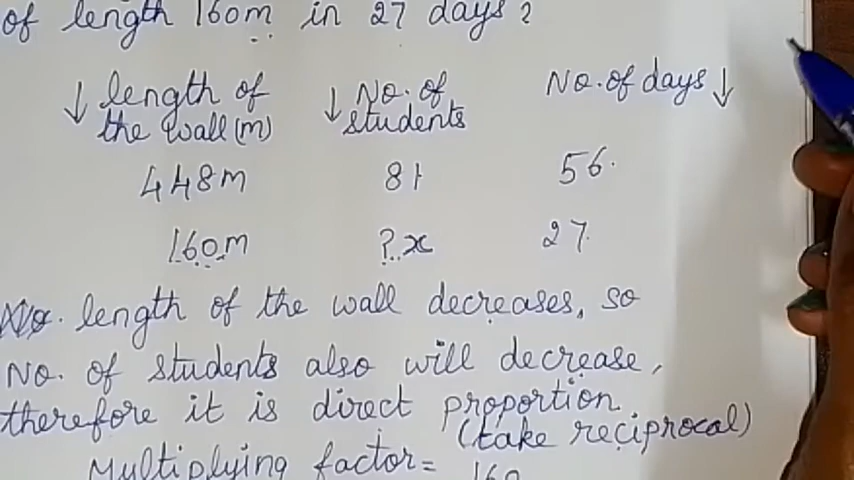 of length 160m in 27 days?
↓ length of the wall (m) ↓ No. of students No. of days ↓
448m 81 56.
160m ? x 27.
length of the wall decreases, so
No. of students also will decrease,
therefore it is direct proportion
(take reciprocal)
Multiplying factor = 160